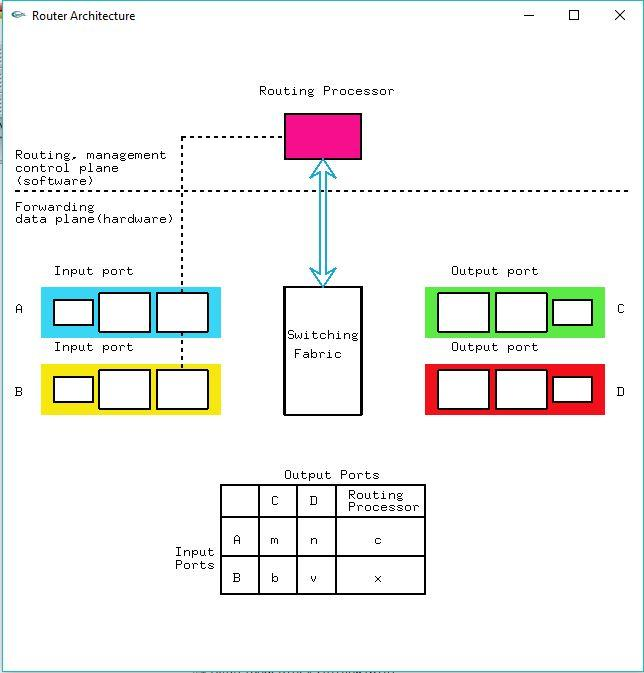 Router Architecture
Routing Processor
Routing, management
control plane
(software)
Forwarding
data plane(hardware)
Input port
Output port
A
C
Switching
Fabric
Input port
Output port
B
D
Output Ports
C D Routing
Processor
Input
Ports
A m n c
B b v x